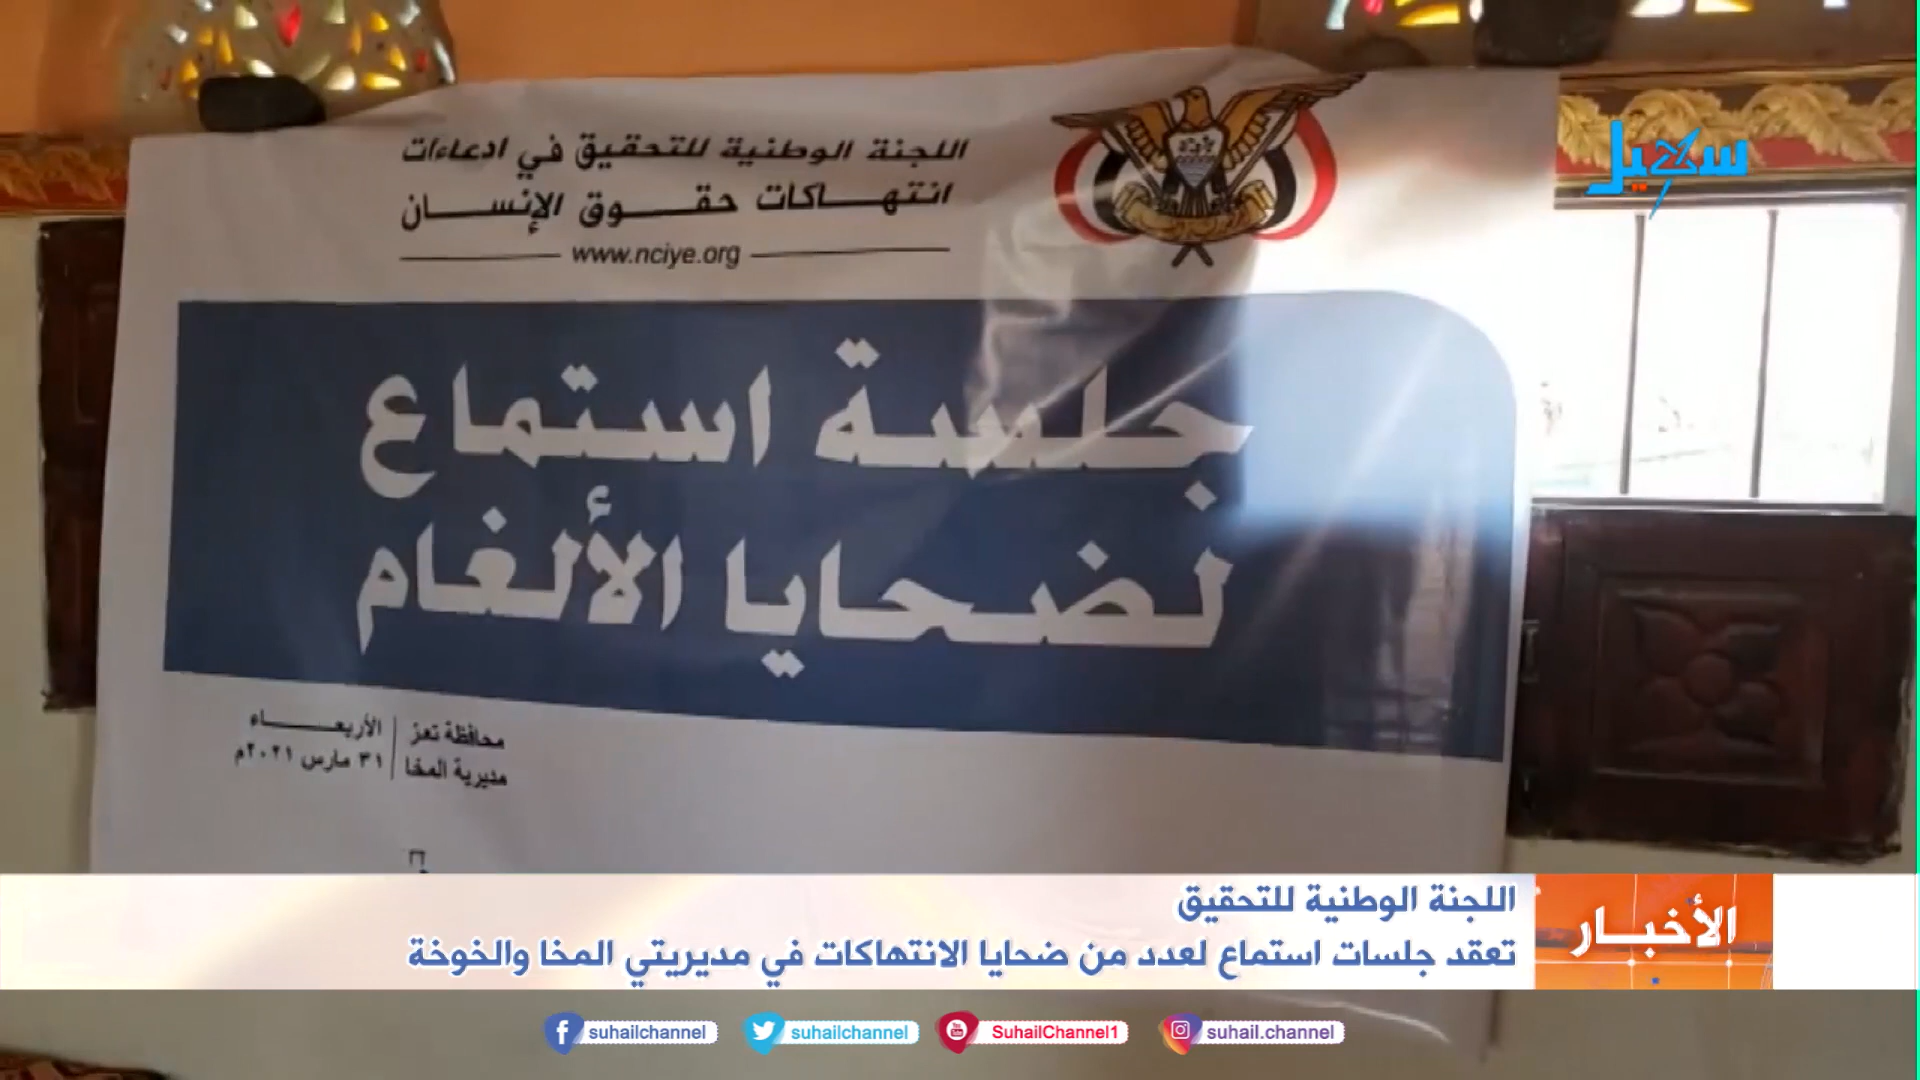 اللجنة الوطنية للتحقيق في ادعاءات
انتهاكات حقوق الإنسان
www.nciye.org
سهيل
جلسة استماع
لضحايا الألغام
محافظة تعز | الأربعاء
مديرية المخا | ٣١ مارس ٢٠٢١م
الأخبار
اللجنة الوطنية للتحقيق
تعقد جلسات استماع لعدد من ضحايا الانتهاكات في مديريتي المخا والخوخة
suhailchannel
suhailchannel
SuhailChannel1
suhail.channel